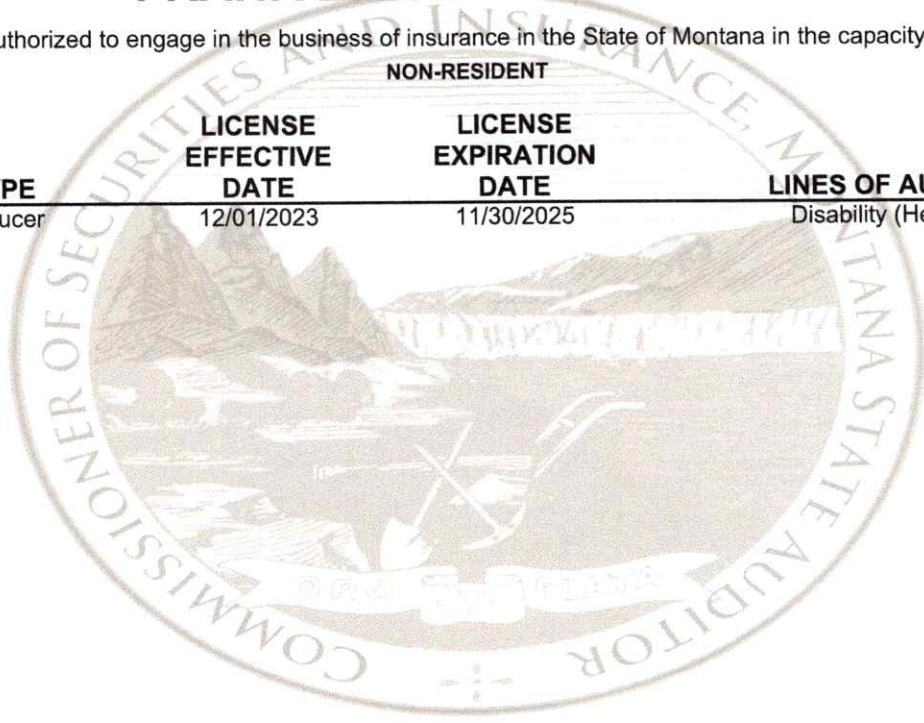 uthorized to engage in the business of insurance in the State of Montana in the capacity
NON-RESIDENT
LICENSE EFFECTIVE DATE
LICENSE EXPIRATION DATE
PE
LINES OF AU
ucer
12/01/2023
11/30/2025
Disability (He
COMMISSIONER OF SECURITIES AND INSURANCE, MONTANA STATE AUDITOR
ORO Y PLATA